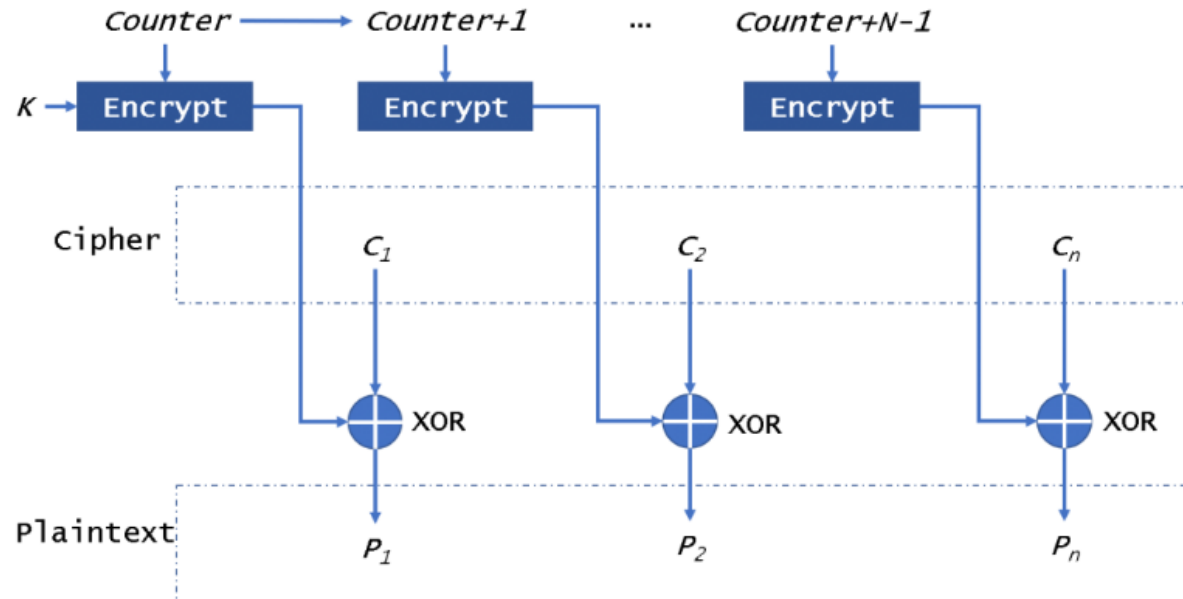 Counter Counter+1 ... Counter+N-1
K Encrypt Encrypt Encrypt
Cipher C1 C2 Cn
XOR XOR XOR
Plaintext
P1 P2 Pn